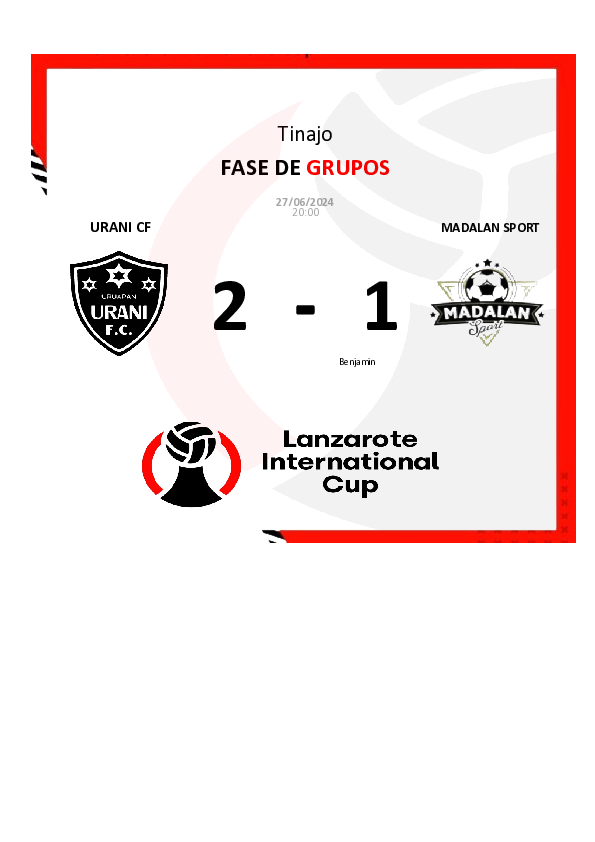 Tinajo
FASE DE GRUPOS
27/06/2024
20:00
URANI CF
MADALAN SPORT
URUAPAN
URANI
F.C.
2 - 1
MADALAN
Sport
Benjamin
Lanzarote
International
Cup